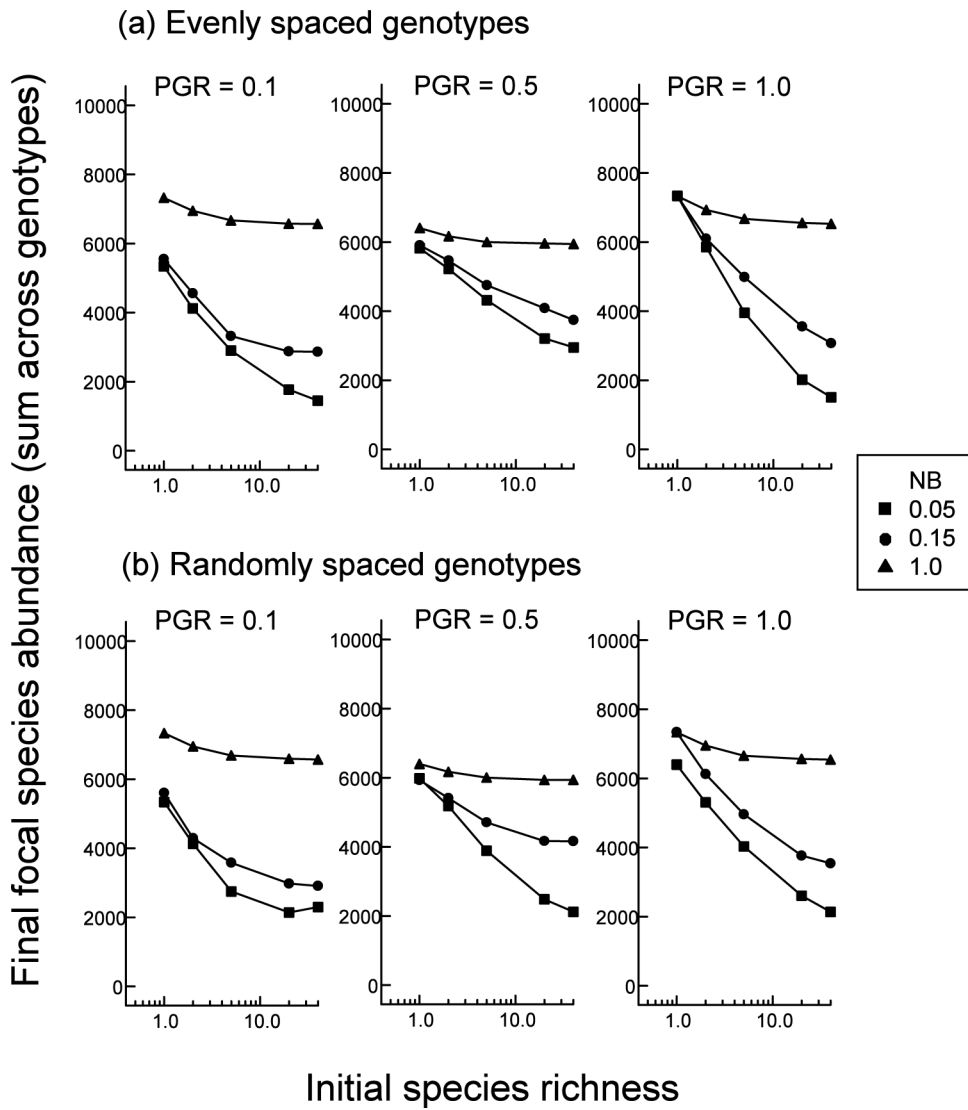 (a) Evenly spaced genotypes
PGR = 0.1 PGR = 0.5 PGR = 1.0
10000 10000 10000
8000 8000 8000
6000 6000 6000
4000 4000 4000
2000 2000 2000
0 0 0
1.0 10.0 1.0 10.0 1.0 10.0
NB
0.05
0.15
1.0
(b) Randomly spaced genotypes
PGR = 0.1 PGR = 0.5 PGR = 1.0
10000 10000 10000
8000 8000 8000
6000 6000 6000
4000 4000 4000
2000 2000 2000
0 0 0
1.0 10.0 1.0 10.0 1.0 10.0
Final focal species abundance (sum across genotypes)
Initial species richness